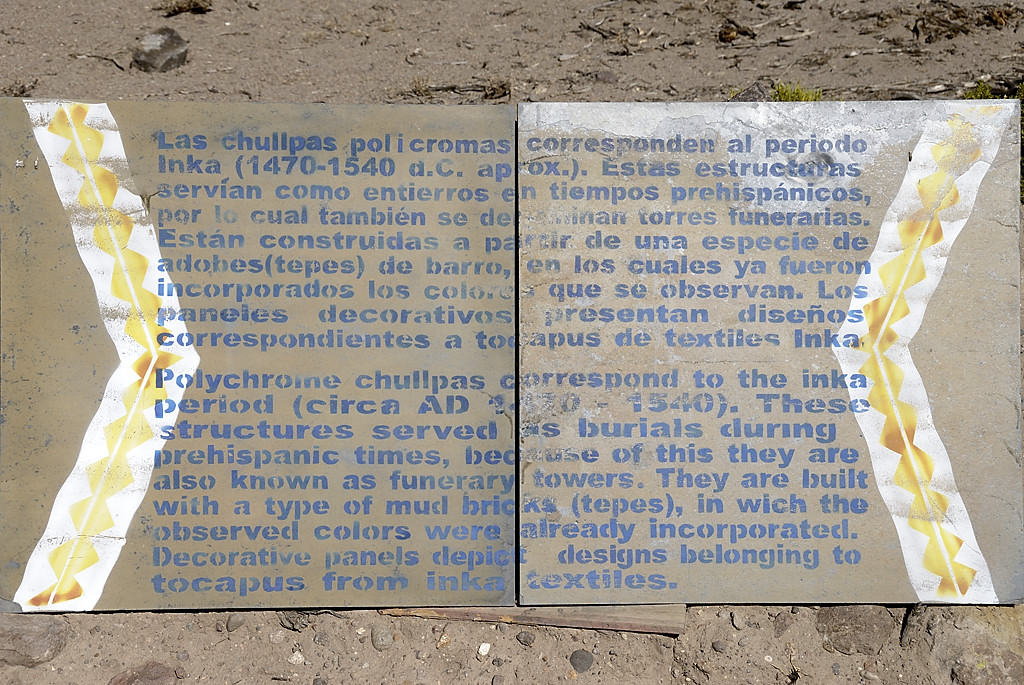 Las chullpas policromas corresponden al periodo
Inka (1470-1540 d.C. aprox.). Estas estructuras
servían como entierros en tiempos prehispánicos,
por lo cual también se denominan torres funerarias.
Están construidas a partir de una especie de
adobes(tepes) de barro, en los cuales ya fueron
incorporados los colores que se observan. Los
paneles decorativos presentan diseños
correspondientes a tocapus de textiles Inka.
Polychrome chullpas correspond to the inka
period (circa AD 1470 - 1540). These
structures served as burials during
prehispanic times, because of this they are
also known as funerary towers. They are built
with a type of mud bricks (tepes), in wich the
observed colors were already incorporated.
Decorative panels depict designs belonging to
tocapus from inka textiles.